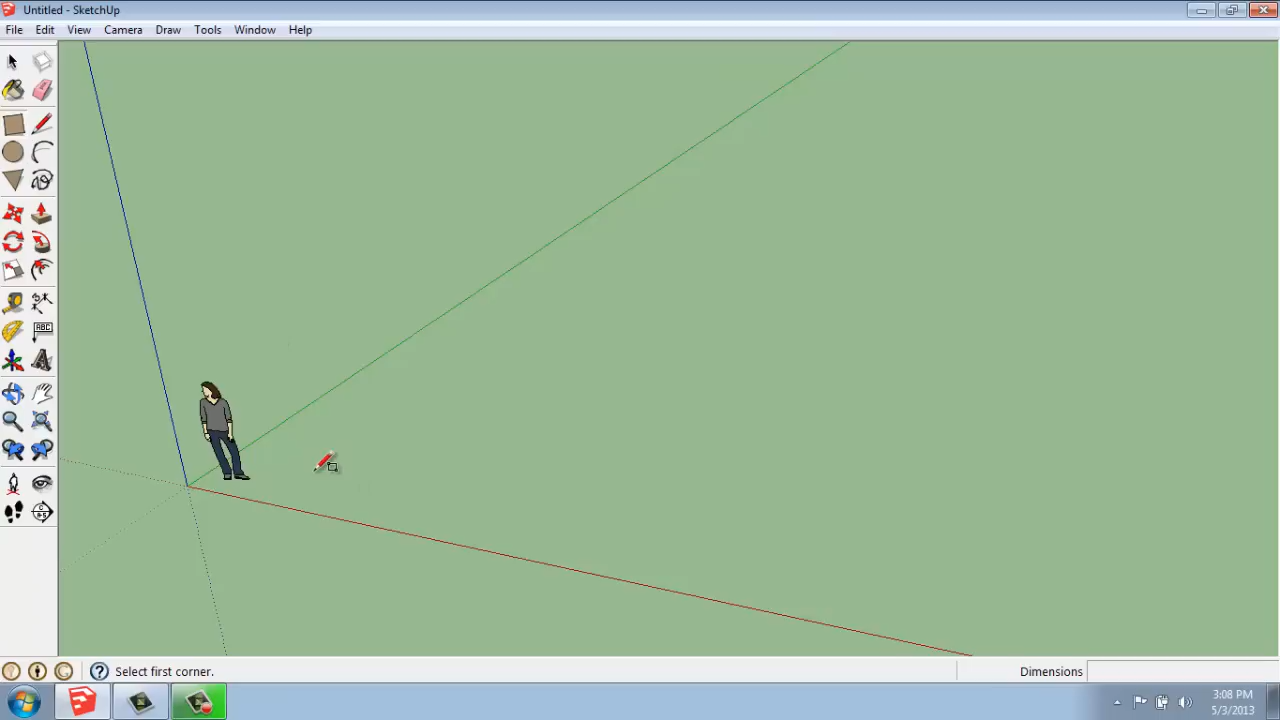 Untitled - SketchUp
File Edit View Camera Draw Tools Window Help
ABC
A
Select first corner.
Dimensions
3:08 PM
5/3/2013